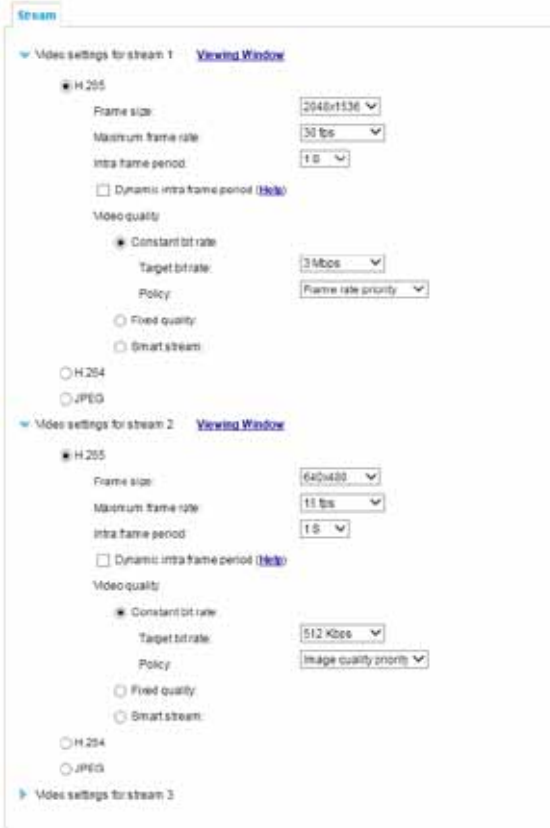 Stream
Video settings for stream 1 Viewing Window
H.265
Frame size: 2048x1536
Maximum frame rate: 30 fps
Intra frame period: 1 S
Dynamic intra frame period (Help)
Video quality
Constant bit rate:
Target bit rate: 3 Mbps
Policy: Frame rate priority
Fixed quality:
Smart stream:
H.264
JPEG
Video settings for stream 2 Viewing Window
H.265
Frame size: 640x480
Maximum frame rate: 15 fps
Intra frame period: 1 S
Dynamic intra frame period (Help)
Video quality
Constant bit rate:
Target bit rate: 512 Kbps
Policy: Image quality priority
Fixed quality:
Smart stream:
H.264
JPEG
Video settings for stream 3